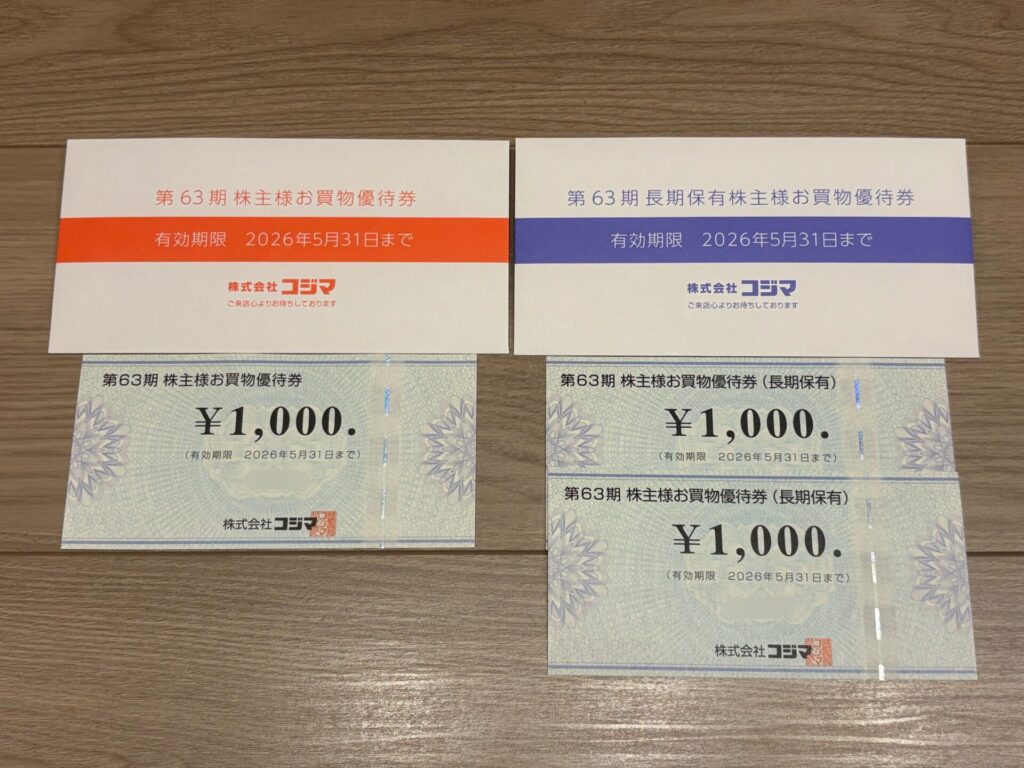 第63期 株主様お買物優待券
有効期限 2026年5月31日まで
株式会社 コジマ
ご来店心よりお待ちしております
第63期 長期保有株主様お買物優待券
有効期限 2026年5月31日まで
株式会社 コジマ
ご来店心よりお待ちしております
第63期 株主様お買物優待券
¥1,000.
(有効期限 2026年5月31日まで)
株式会社 コジマ
第63期 株主様お買物優待券(長期保有)
¥1,000.
(有効期限 2026年5月31日まで)
第63期 株主様お買物優待券(長期保有)
¥1,000.
(有効期限 2026年5月31日まで)
株式会社 コジマ